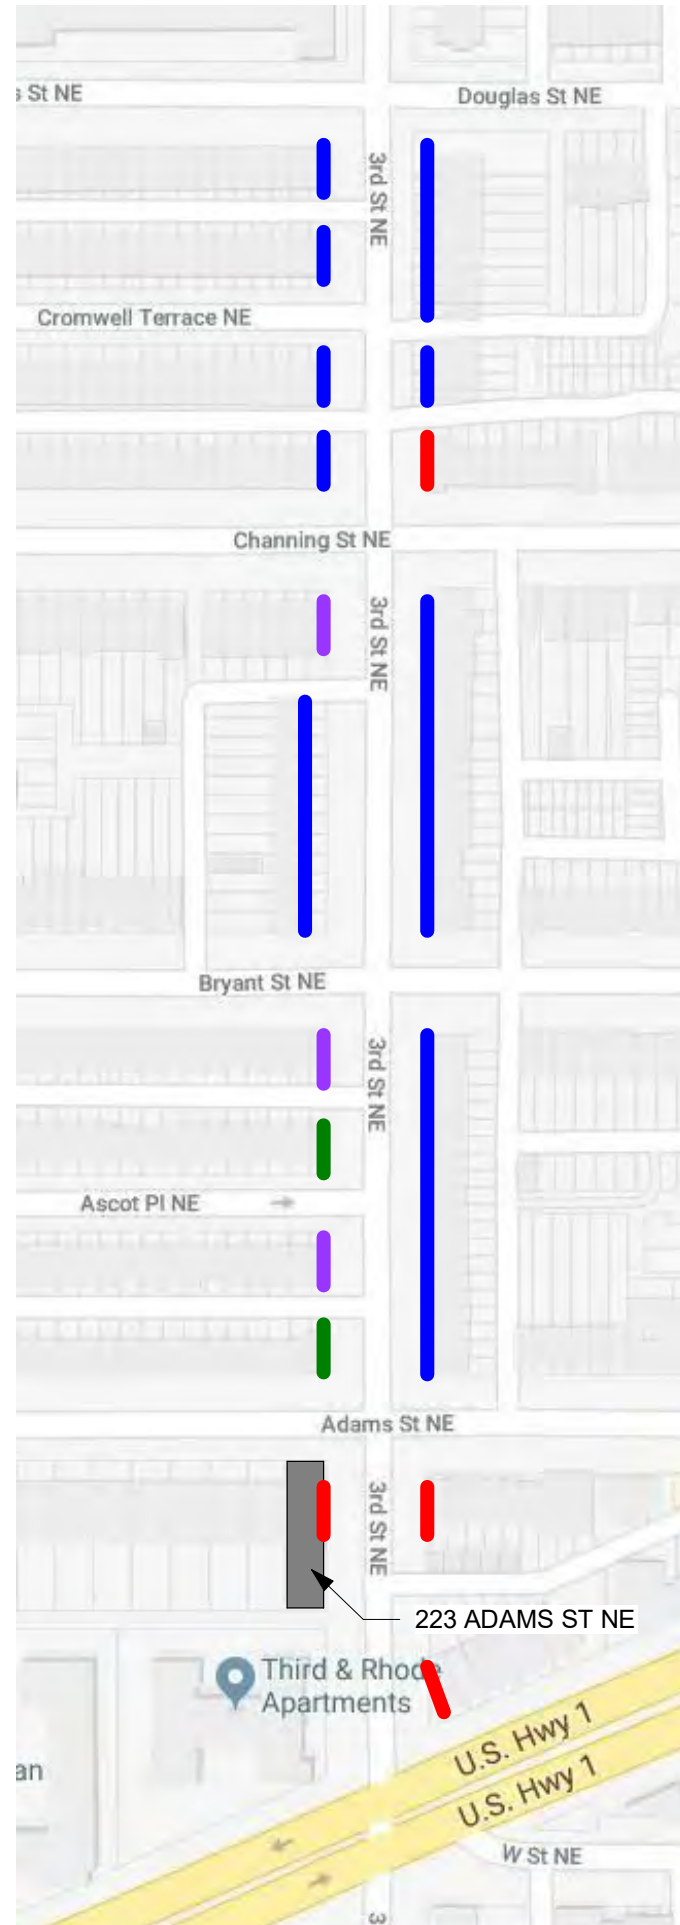 s St NE
Douglas St NE
3rd St NE
Cromwell Terrace NE
Channing St NE
3rd St NE
Bryant St NE
3rd St NE
Ascot Pl NE
Adams St NE
3rd St NE
223 ADAMS ST NE
Third & Rhode
Apartments
U.S. Hwy 1
U.S. Hwy 1
an
W St NE
3